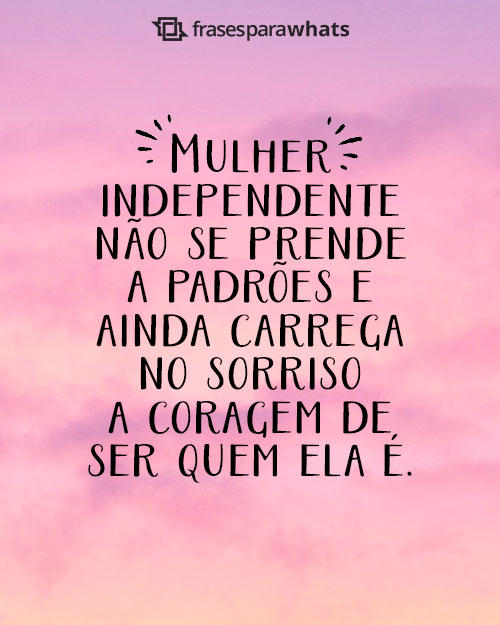 frasesparawhats
MULHER
INDEPENDENTE
NÃO SE PRENDE
A PADRÕES E
AINDA CARREGA
NO SORRISO
A CORAGEM DE
SER QUEM ELA É.